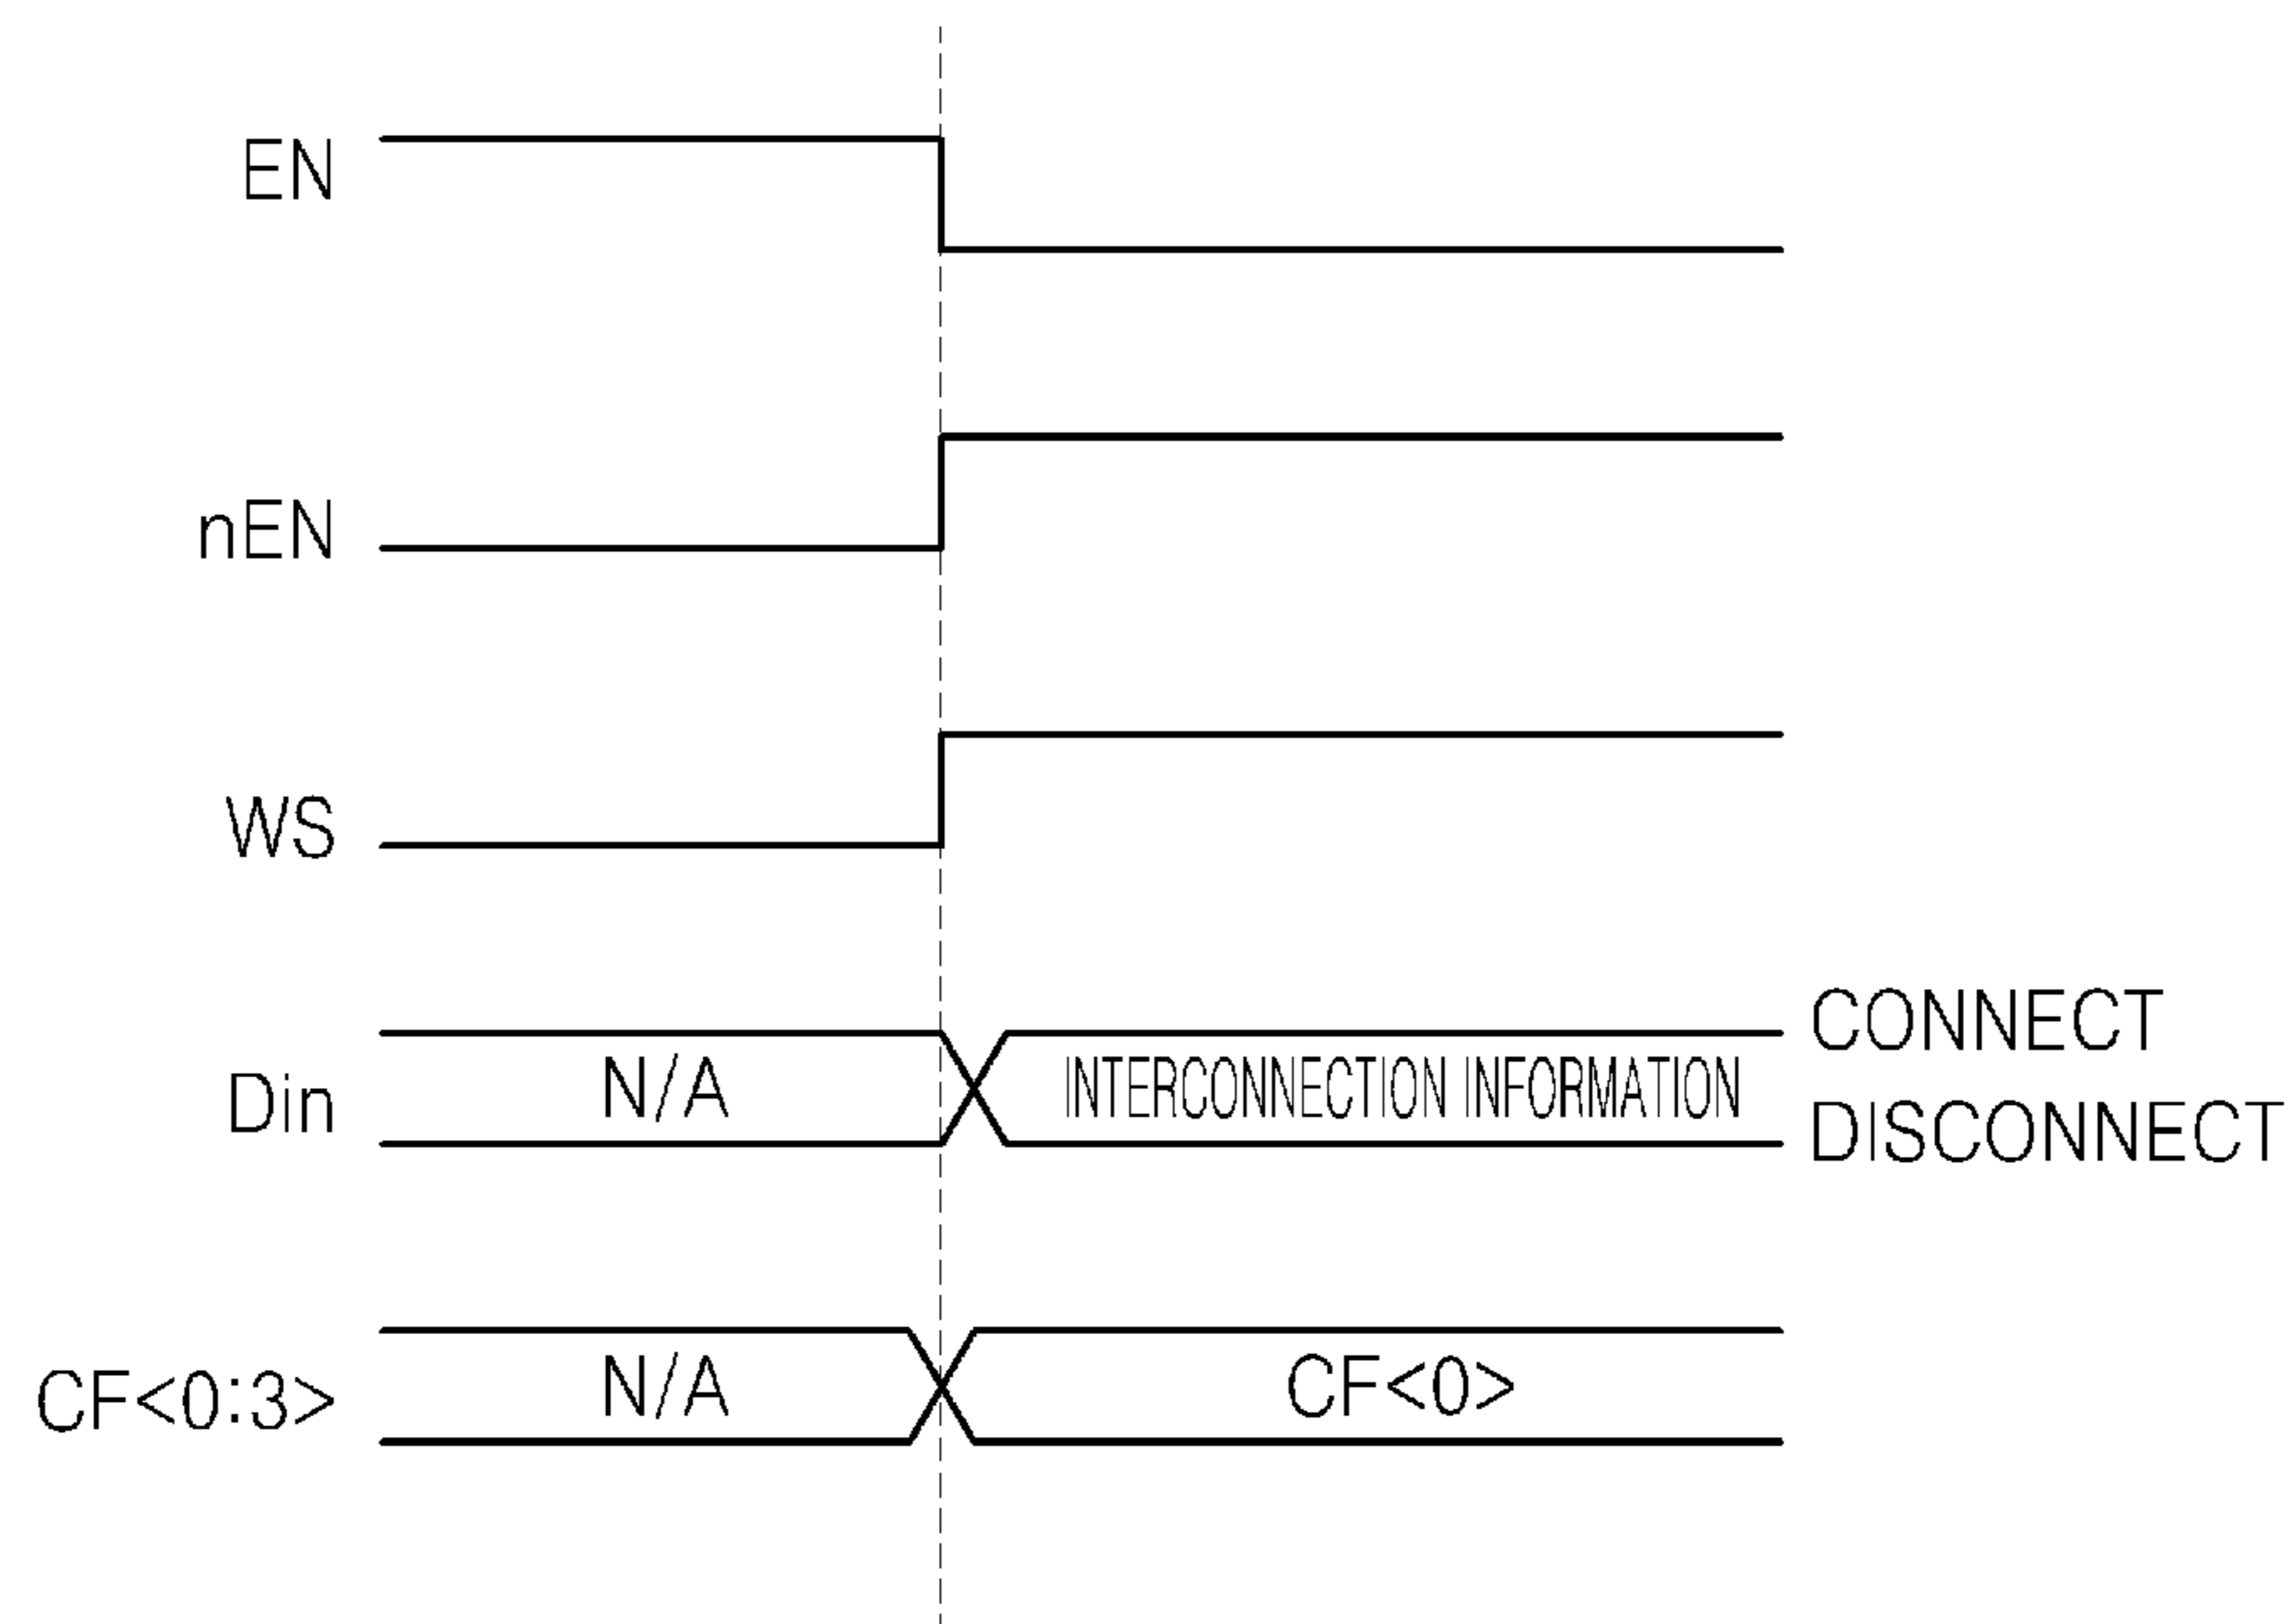 EN
nEN
WS
CONNECT
Din N/A INTERCONNECTION INFORMATION
DISCONNECT
CF<0:3> N/A CF<0>